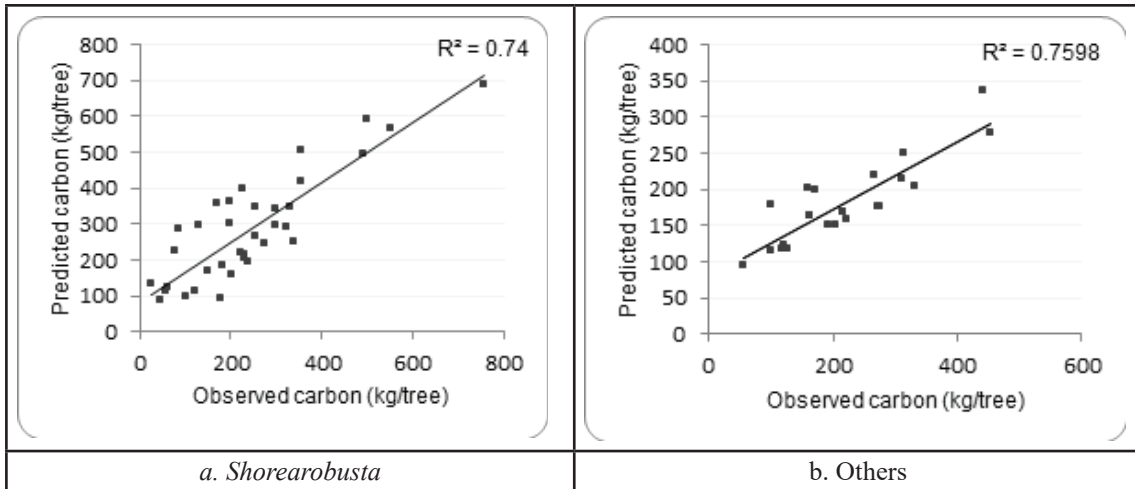 R² = 0.74
Predicted carbon (kg/tree)
800
700
600
500
400
300
200
100
0
0 200 400 600 800
Observed carbon (kg/tree)
a. Shorearobusta
R² = 0.7598
Predicted carbon (kg/tree)
400
350
300
250
200
150
100
50
0
0 200 400 600
Observed carbon (kg/tree)
b. Others